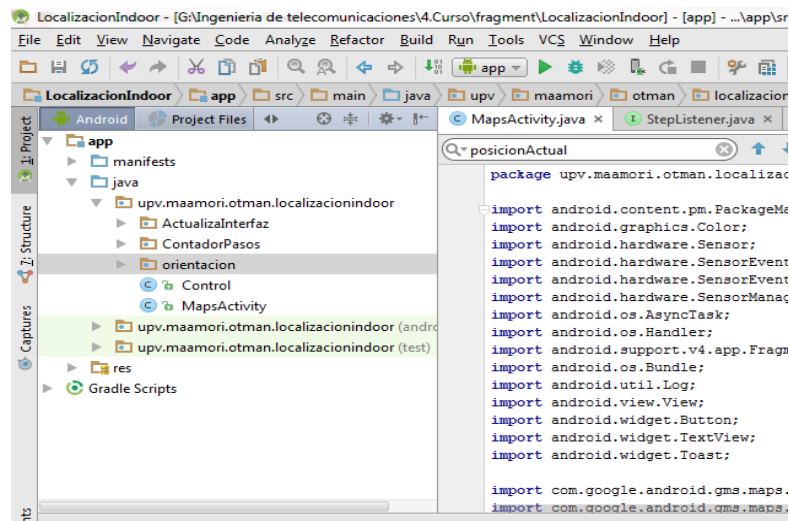 LocalizacionIndoor - [G:\Ingenieria de telecomunicaciones\4.Curso\fragment\LocalizacionIndoor] - [app] - ...\app\sr
File Edit View Navigate Code Analyze Refactor Build Run Tools VCS Window Help
app
LocalizacionIndoor app src main java upv maamori otman localizacion
Android Project Files
MapsActivity.java × StepListener.java ×
1: Project
7: Structure
Captures
nts
app
manifests
java
upv.maamori.otman.localizacionindoor
ActualizaInterfaz
ContadorPasos
orientacion
Control
MapsActivity
upv.maamori.otman.localizacionindoor (andro
upv.maamori.otman.localizacionindoor (test)
res
Gradle Scripts
posicionActual
package upv.maamori.otman.localizac
import android.content.pm.PackageMa
import android.graphics.Color;
import android.hardware.Sensor;
import android.hardware.SensorEvent
import android.hardware.SensorEvent
import android.hardware.SensorManag
import android.os.AsyncTask;
import android.os.Handler;
import android.support.v4.app.Fragm
import android.os.Bundle;
import android.util.Log;
import android.view.View;
import android.widget.Button;
import android.widget.TextView;
import android.widget.Toast;
import com.google.android.gms.maps.
import com.google.android.gms.maps.